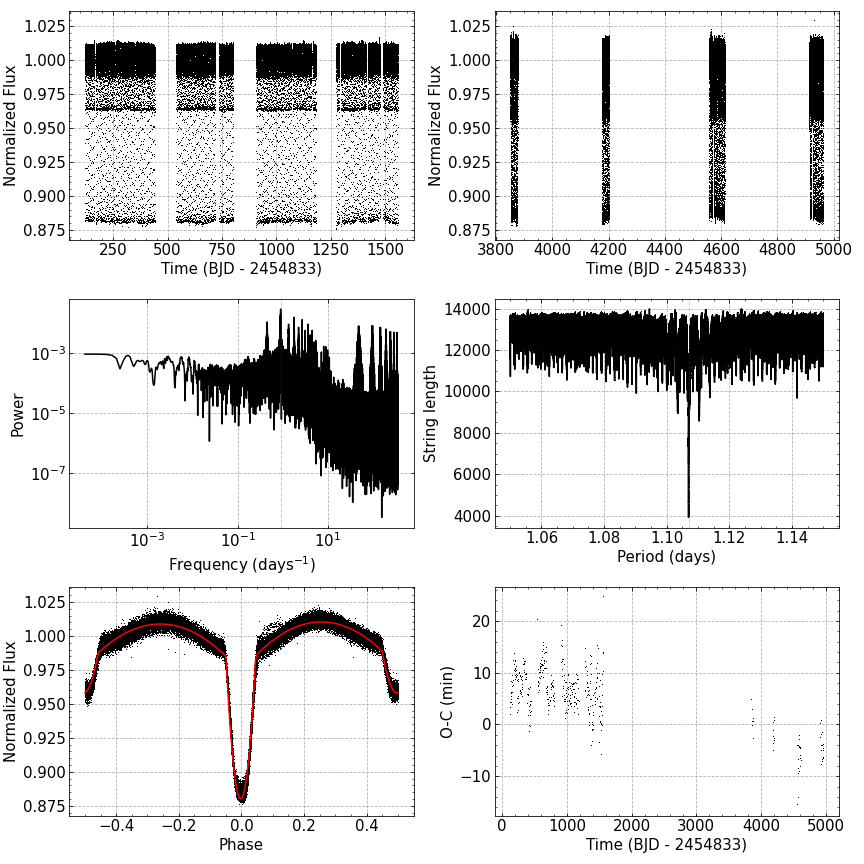 1.025
1.000
0.975
0.950
0.925
0.900
0.875
Normalized Flux
250 500 750 1000 1250 1500
Time (BJD - 2454833)
1.025
1.000
0.975
0.950
0.925
0.900
0.875
Normalized Flux
3800 4000 4200 4400 4600 4800 5000
Time (BJD - 2454833)
10⁻³
10⁻⁵
10⁻⁷
Power
10⁻³ 10⁻¹ 10¹
Frequency (days⁻¹)
14000
12000
10000
8000
6000
4000
String length
1.06 1.08 1.10 1.12 1.14
Period (days)
1.025
1.000
0.975
0.950
0.925
0.900
0.875
Normalized Flux
−0.4 −0.2 0.0 0.2 0.4
Phase
20
10
0
−10
O-C (min)
0 1000 2000 3000 4000 5000
Time (BJD - 2454833)